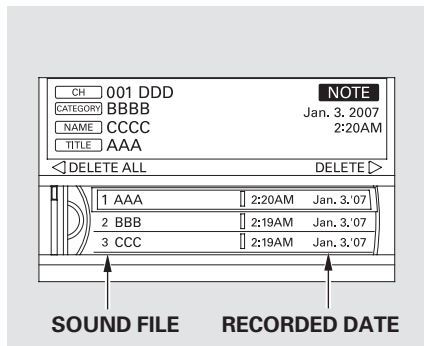 CH 001 DDD NOTE
CATEGORY BBBB Jan. 3. 2007
NAME CCCC 2:20AM
TITLE AAA
DELETE ALL DELETE
1 AAA 2:20AM Jan. 3.'07
2 BBB 2:19AM Jan. 3.'07
3 CCC 2:19AM Jan. 3.'07
SOUND FILE RECORDED DATE